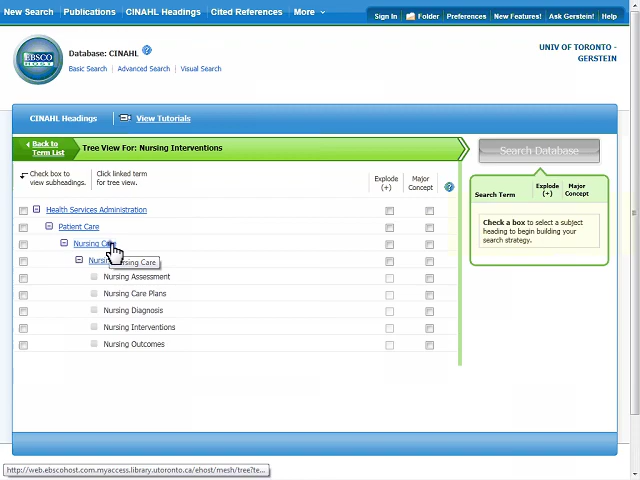 New Search Publications CINAHL Headings Cited References More
Sign In Folder Preferences New Features! Ask Gerstein! Help
EBSCO HOST
Database: CINAHL
Basic Search | Advanced Search | Visual Search
UNIV OF TORONTO - GERSTEIN
CINAHL Headings View Tutorials
Back to Term List
Tree View For: Nursing Interventions
Search Database
Check box to view subheadings.
Click linked term for tree view.
Explode (+)
Major Concept
Search Term Explode (+) Major Concept
Check a box to select a subject heading to begin building your search strategy.
Health Services Administration
Patient Care
Nursing Care
Nursing Care
Nursing Assessment
Nursing Care Plans
Nursing Diagnosis
Nursing Interventions
Nursing Outcomes
http://web.ebscohost.com.myaccess.library.utoronto.ca/ehost/mesh/tree?te...